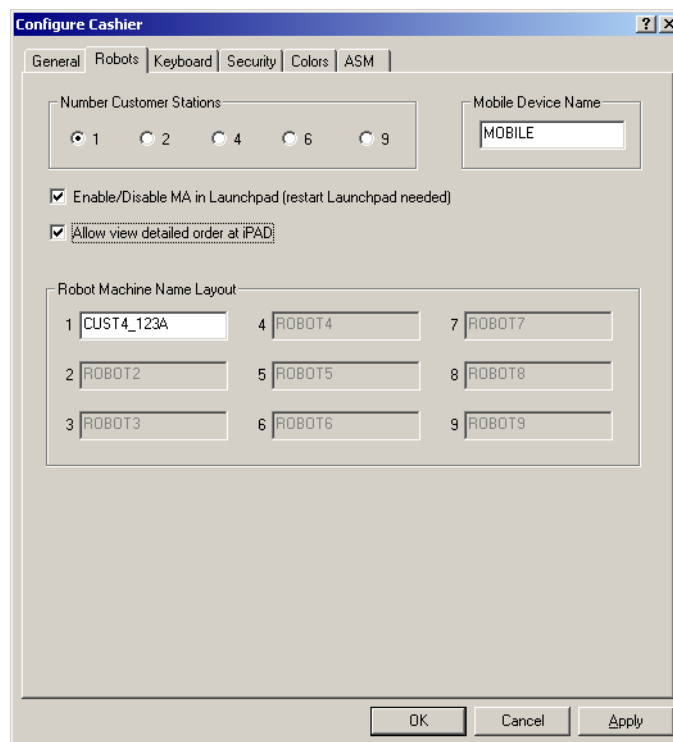 Configure Cashier
General Robots Keyboard Security Colors ASM
Number Customer Stations Mobile Device Name
1 2 4 6 9 MOBILE
Enable/Disable MA in Launchpad (restart Launchpad needed)
Allow view detailed order at iPAD
Robot Machine Name Layout
1 CUST4_123A 4 ROBOT4 7 ROBOT7
2 ROBOT2 5 ROBOT5 8 ROBOT8
3 ROBOT3 6 ROBOT6 9 ROBOT9
OK Cancel Apply